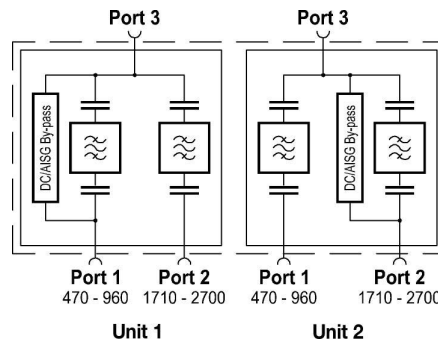 Port 3 Port 3
DC/AISG By-pass DC/AISG By-pass
Port 1 Port 2 Port 1 Port 2
470 - 960 1710 - 2700 470 - 960 1710 - 2700
Unit 1 Unit 2